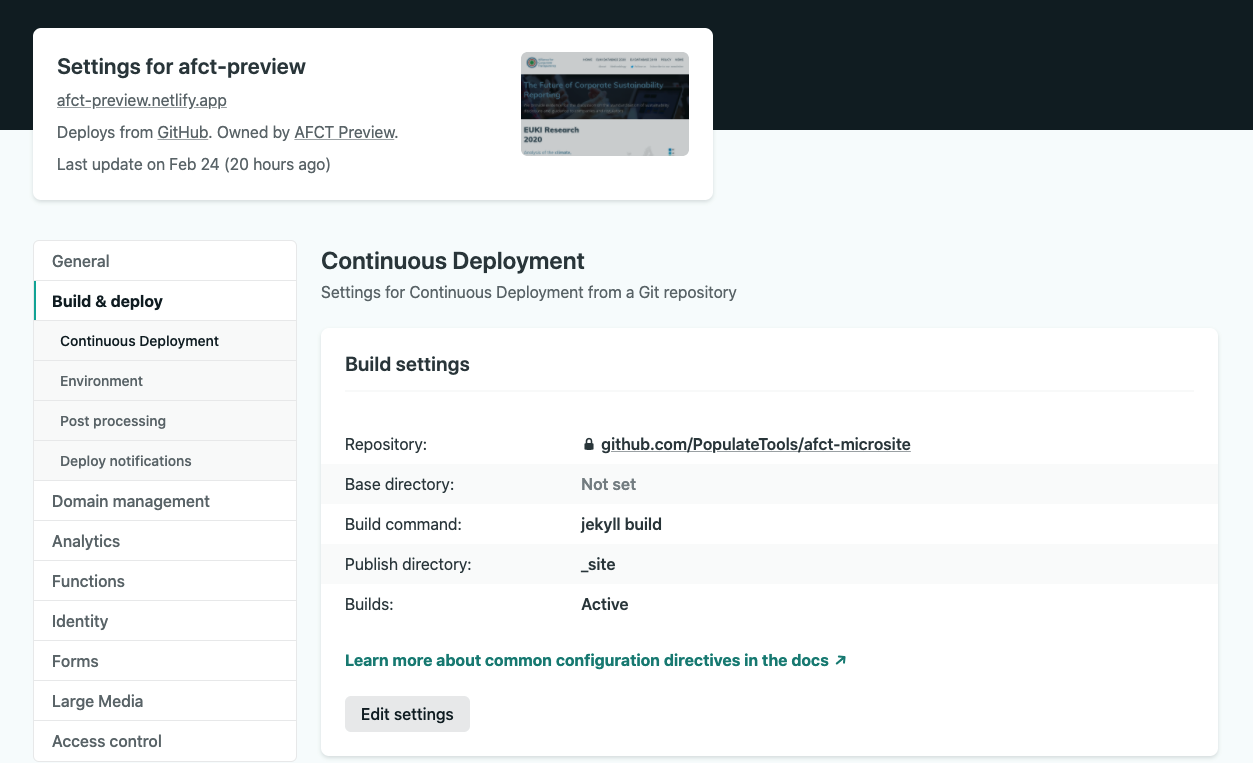 Settings for afct-preview
afct-preview.netlify.app
Deploys from GitHub. Owned by AFCT Preview.
Last update on Feb 24 (20 hours ago)
The Future of Corporate Sustainability
Reporting
EUKI Research
2020
General
Build & deploy
Continuous Deployment
Environment
Post processing
Deploy notifications
Domain management
Analytics
Functions
Identity
Forms
Large Media
Access control
Continuous Deployment
Settings for Continuous Deployment from a Git repository
Build settings
Repository: github.com/PopulateTools/afct-microsite
Base directory: Not set
Build command: jekyll build
Publish directory: _site
Builds: Active
Learn more about common configuration directives in the docs ↗
Edit settings